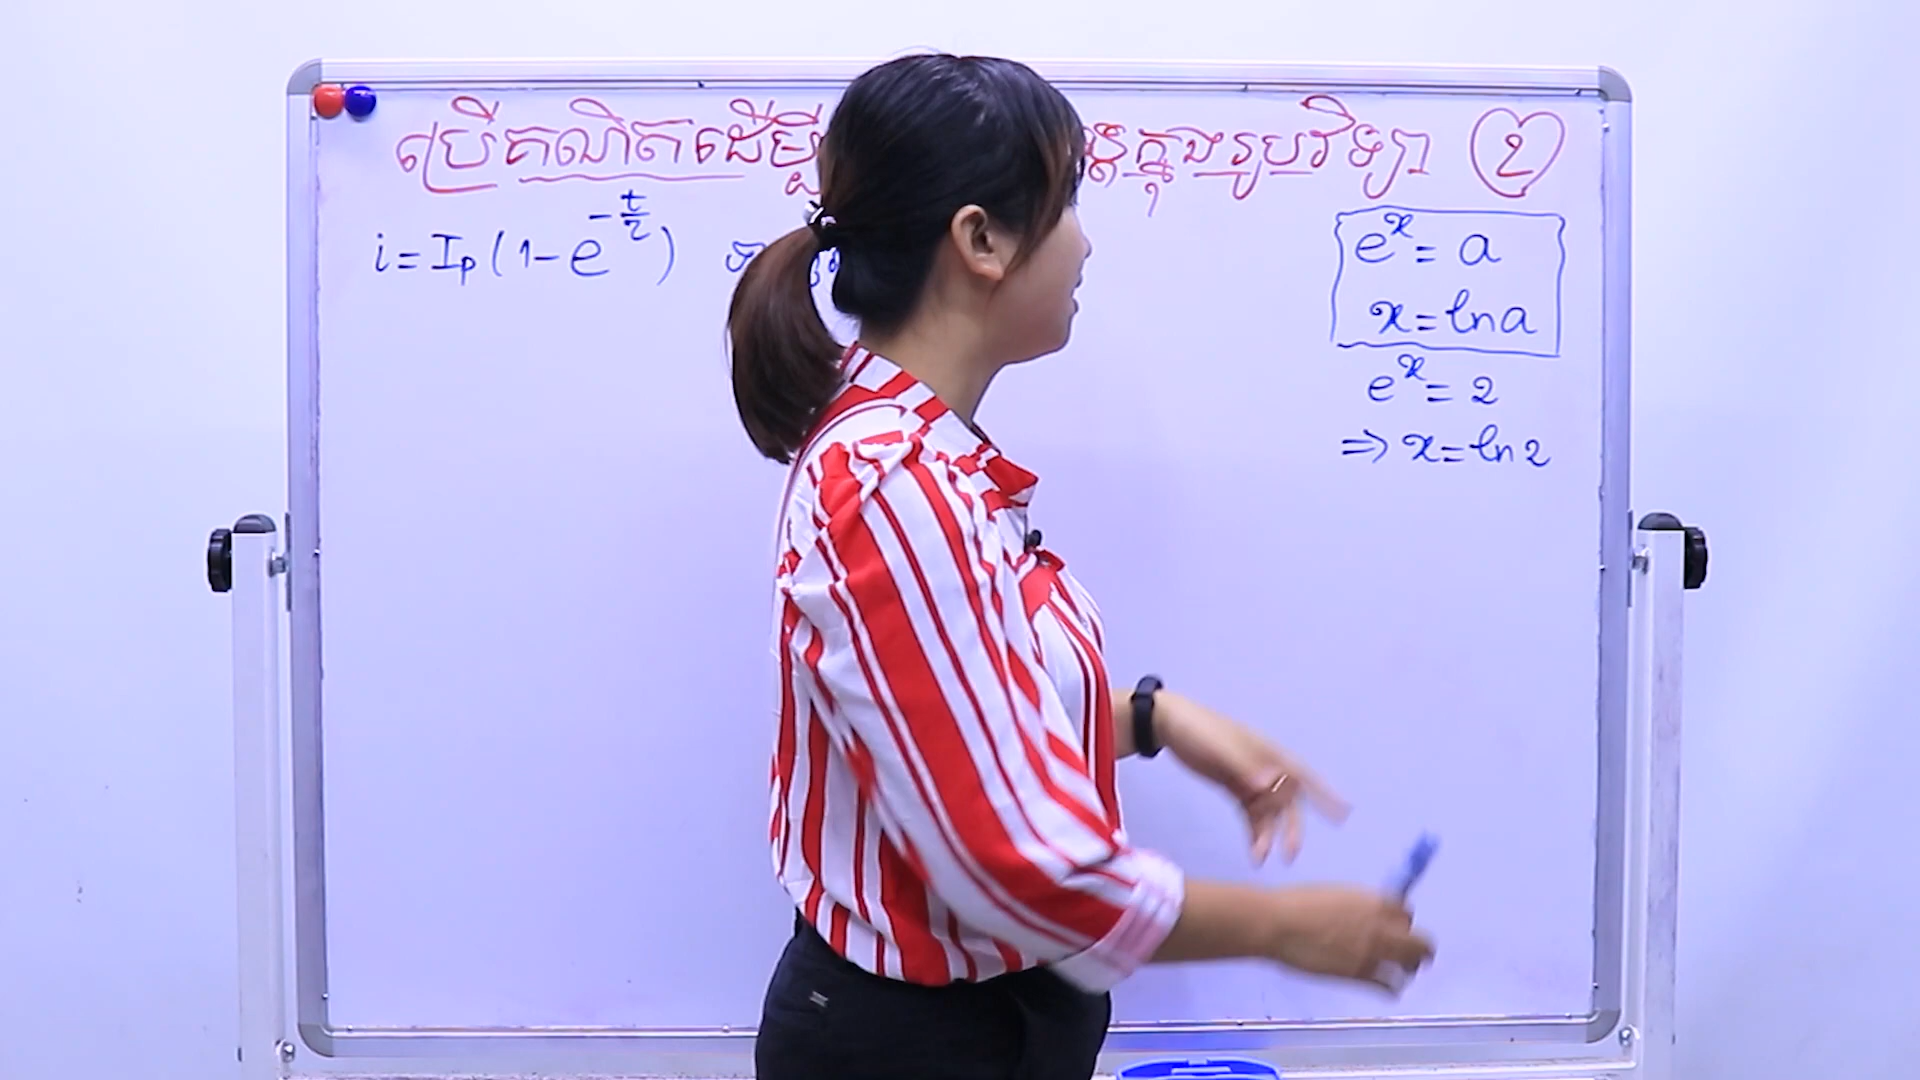 ប្រើគណិតដើម្បី ក្នុងរូបវិទ្យា 2
i = Ip (1 - e^{-t/τ})
e^x = a
x = ln a
e^x = 2
⇒ x = ln 2